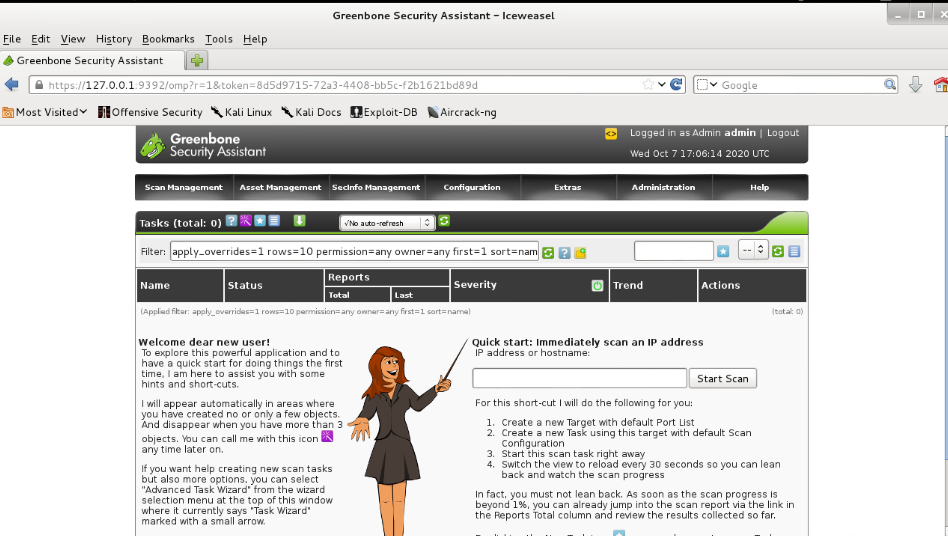 Greenbone Security Assistant - Iceweasel
File Edit View History Bookmarks Tools Help
Greenbone Security Assistant
https://127.0.0.1:9392/omp?r=1&token=8d5d9715-72a3-4408-bb5c-f2b1621bd89d
Google
Most Visited Offensive Security Kali Linux Kali Docs Exploit-DB Aircrack-ng
Greenbone
Security Assistant
Logged in as Admin admin | Logout
Wed Oct 7 17:06:14 2020 UTC
Scan Management Asset Management SecInfo Management Configuration Extras Administration Help
Tasks (total: 0) √No auto-refresh
Filter: apply_overrides=1 rows=10 permission=any owner=any first=1 sort=nam --
Name Status Reports Severity Trend Actions
Total Last
(Applied filter: apply_overrides=1 rows=10 permission=any owner=any first=1 sort=name) (total: 0)
Welcome dear new user!
To explore this powerful application and to
have a quick start for doing things the first
time, I am here to assist you with some
hints and short-cuts.
I will appear automatically in areas where
you have created no or only a few objects.
And disappear when you have more than 3
objects. You can call me with this icon
any time later on.
If you want help creating new scan tasks
but also more options, you can select
"Advanced Task Wizard" from the wizard
selection menu at the top of this window
where it currently says "Task Wizard"
marked with a small arrow.
Quick start: Immediately scan an IP address
IP address or hostname:
Start Scan
For this short-cut I will do the following for you:
1. Create a new Target with default Port List
2. Create a new Task using this target with default Scan
Configuration
3. Start this scan task right away
4. Switch the view to reload every 30 seconds so you can lean
back and watch the scan progress
In fact, you must not lean back. As soon as the scan progress is
beyond 1%, you can already jump into the scan report via the link in
the Reports Total column and review the results collected so far.